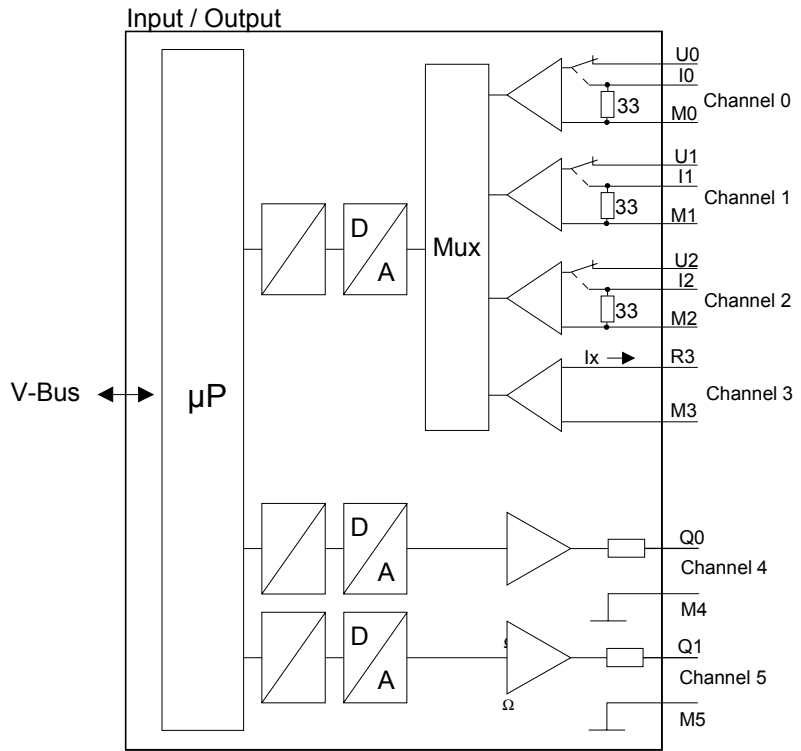 Input / Output
U0
I0
33
Channel 0
M0
U1
I1
33
Channel 1
M1
D
A
Mux
U2
I2
33
Channel 2
M2
Ix
R3
V-Bus
µP
Channel 3
M3
D
A
Q0
Channel 4
M4
D
A
Q1
Channel 5
Ω
M5